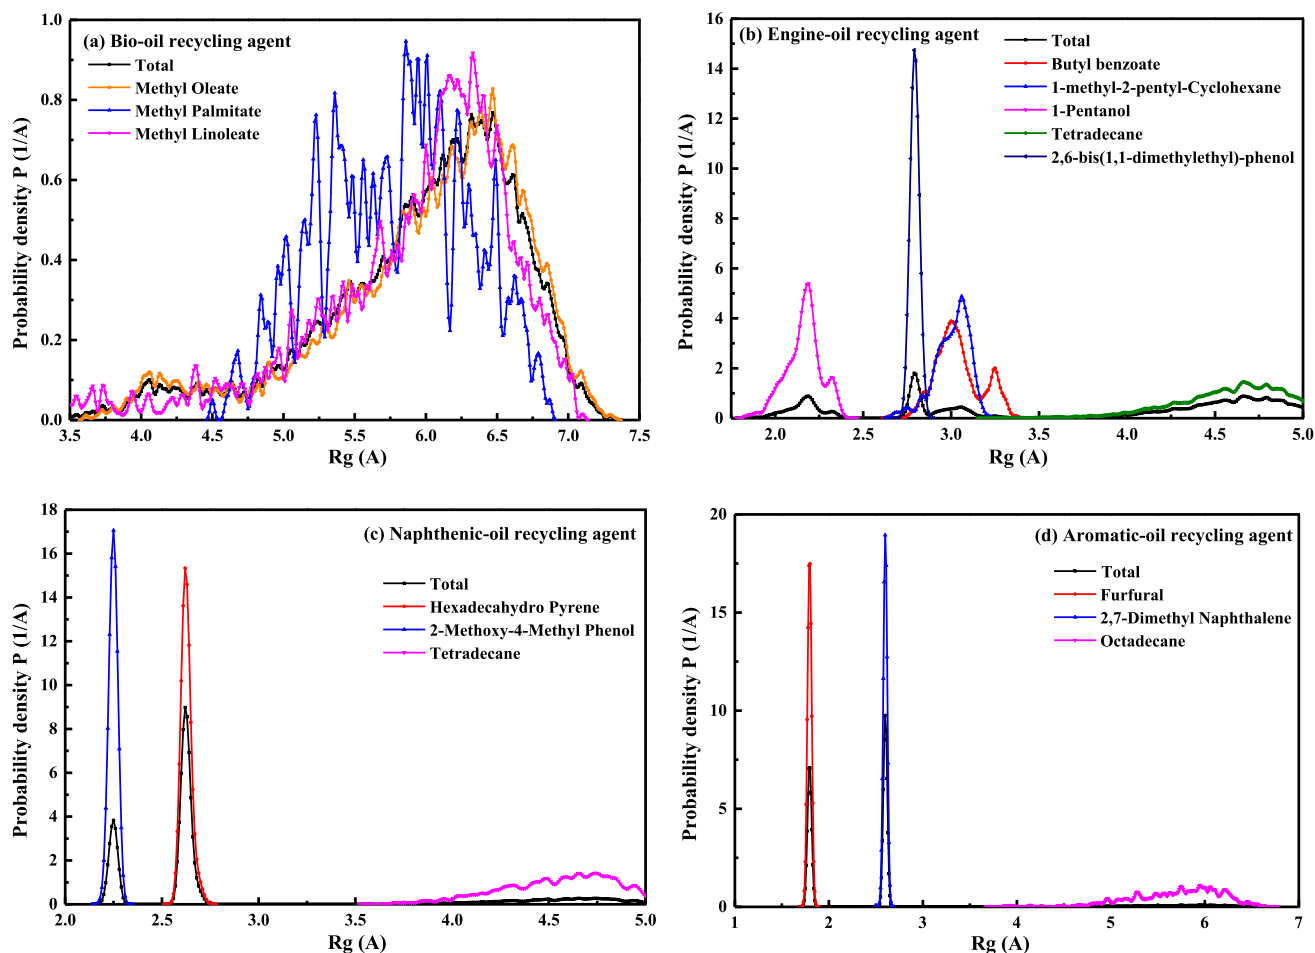 (a) Bio-oil recycling agent
Total
Methyl Oleate
Methyl Palmitate
Methyl Linoleate
Probability density P (1/A)
1.0
0.8
0.6
0.4
0.2
0.0
3.5 4.0 4.5 5.0 5.5 6.0 6.5 7.0 7.5
Rg (A)
(b) Engine-oil recycling agent
Total
Butyl benzoate
1-methyl-2-pentyl-Cyclohexane
1-Pentanol
Tetradecane
2,6-bis(1,1-dimethylethyl)-phenol
Probability density P (1/A)
16
14
12
10
8
6
4
2
0
2.0 2.5 3.0 3.5 4.0 4.5 5.0
Rg (A)
(c) Naphthenic-oil recycling agent
Total
Hexadecahydro Pyrene
2-Methoxy-4-Methyl Phenol
Tetradecane
Probability density P (1/A)
18
16
14
12
10
8
6
4
2
0
2.0 2.5 3.0 3.5 4.0 4.5 5.0
Rg (A)
(d) Aromatic-oil recycling agent
Total
Furfural
2,7-Dimethyl Naphthalene
Octadecane
Probability density P (1/A)
20
15
10
5
0
1 2 3 4 5 6 7
Rg (A)